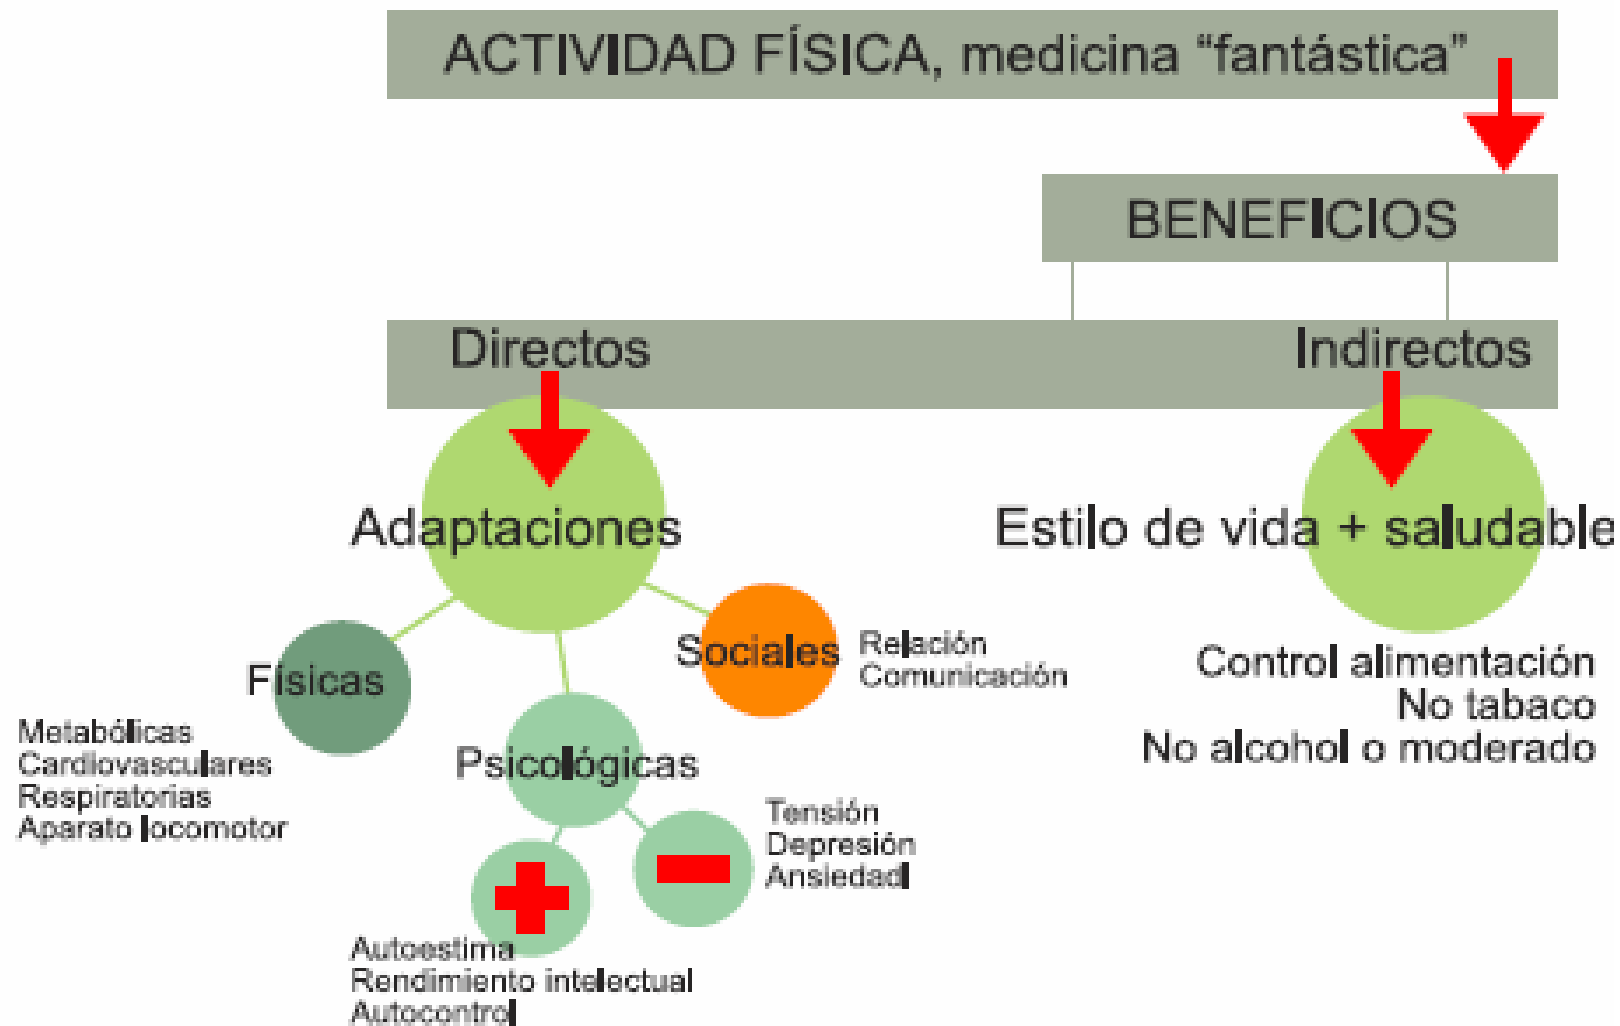 ACTIVIDAD FÍSICA, medicina “fantástica”
BENEFICIOS
Directos
Indirectos
Adaptaciones
Estilo de vida + saludable
Físicas
Metabólicas
Cardiovasculares
Respiratorias
Aparato locomotor
Psicológicas
Autoestima
Rendimiento intelectual
Autocontrol
Tensión
Depresión
Ansiedad
Sociales
Relación
Comunicación
Control alimentación
No tabaco
No alcohol o moderado